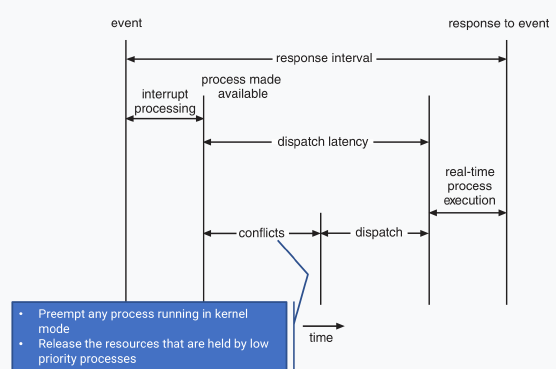 event
response to event
response interval
process made
available
interrupt
processing
dispatch latency
real-time
process
execution
conflicts
dispatch
• Preempt any process running in kernel
mode
• Release the resources that are held by low
priority processes
time